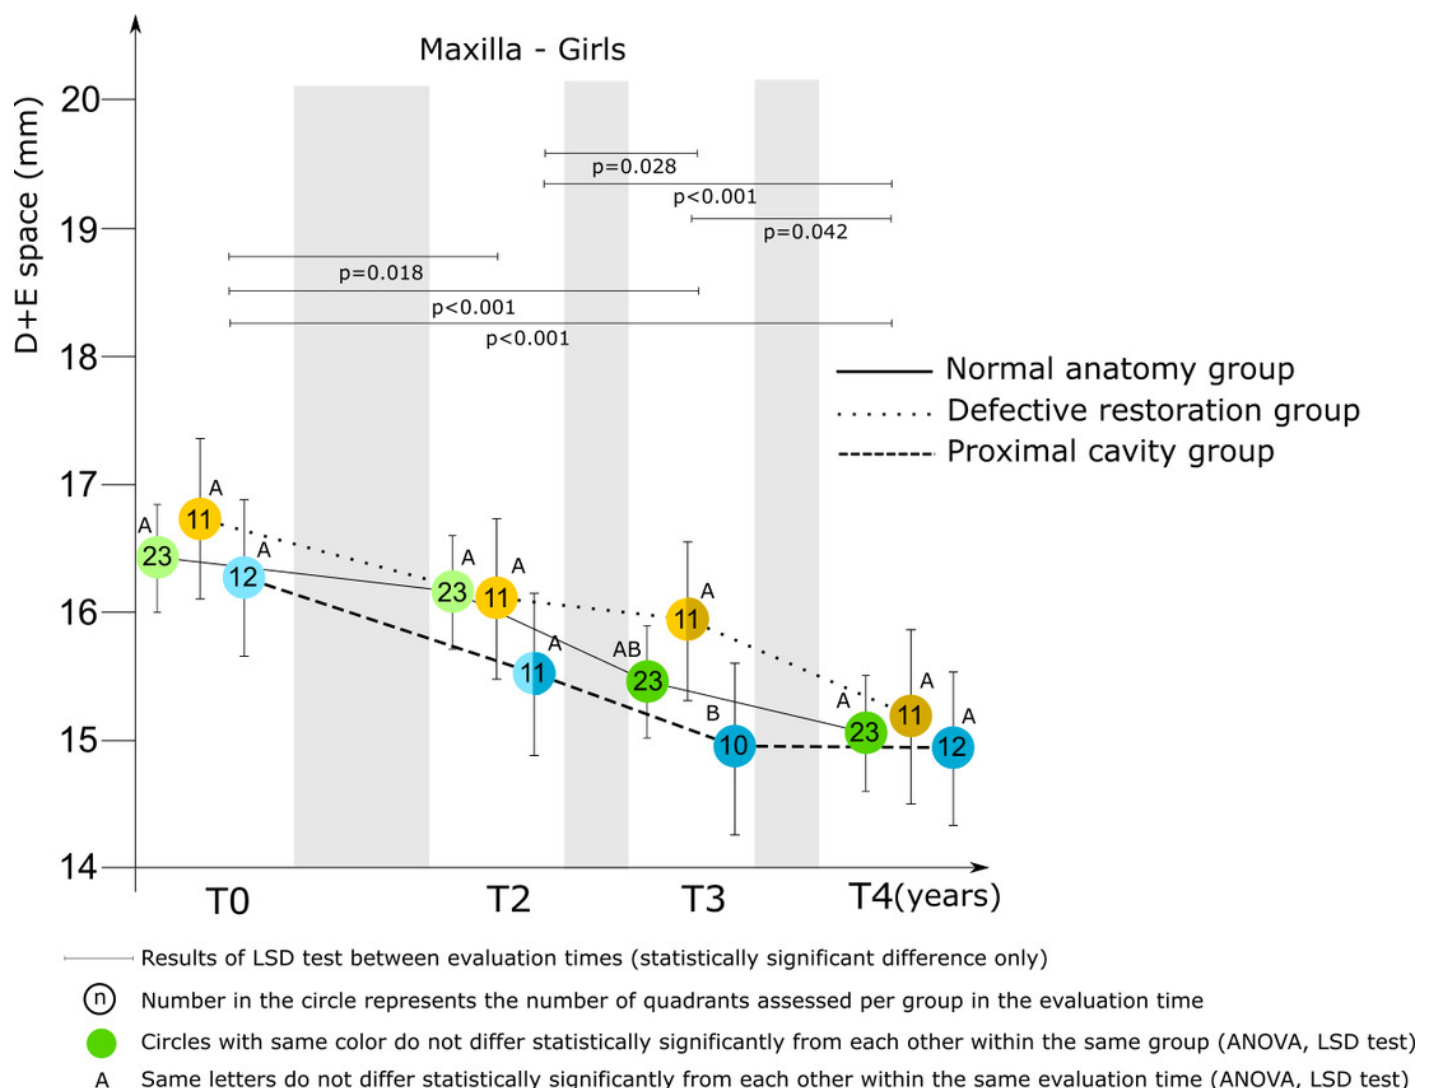 Maxilla - Girls
D+E space (mm)
20
19
18
17
16
15
14
p=0.028
p<0.001
p=0.042
p=0.018
p<0.001
p<0.001
Normal anatomy group
Defective restoration group
Proximal cavity group
A
23
A
11
A
12
A
23
A
11
A
11
AB
23
A
11
B
10
A
23
A
11
A
12
T0
T2
T3
T4(years)
Results of LSD test between evaluation times (statistically significant difference only)
n Number in the circle represents the number of quadrants assessed per group in the evaluation time
Circles with same color do not differ statistically significantly from each other within the same group (ANOVA, LSD test)
A Same letters do not differ statistically significantly from each other within the same evaluation time (ANOVA, LSD test)